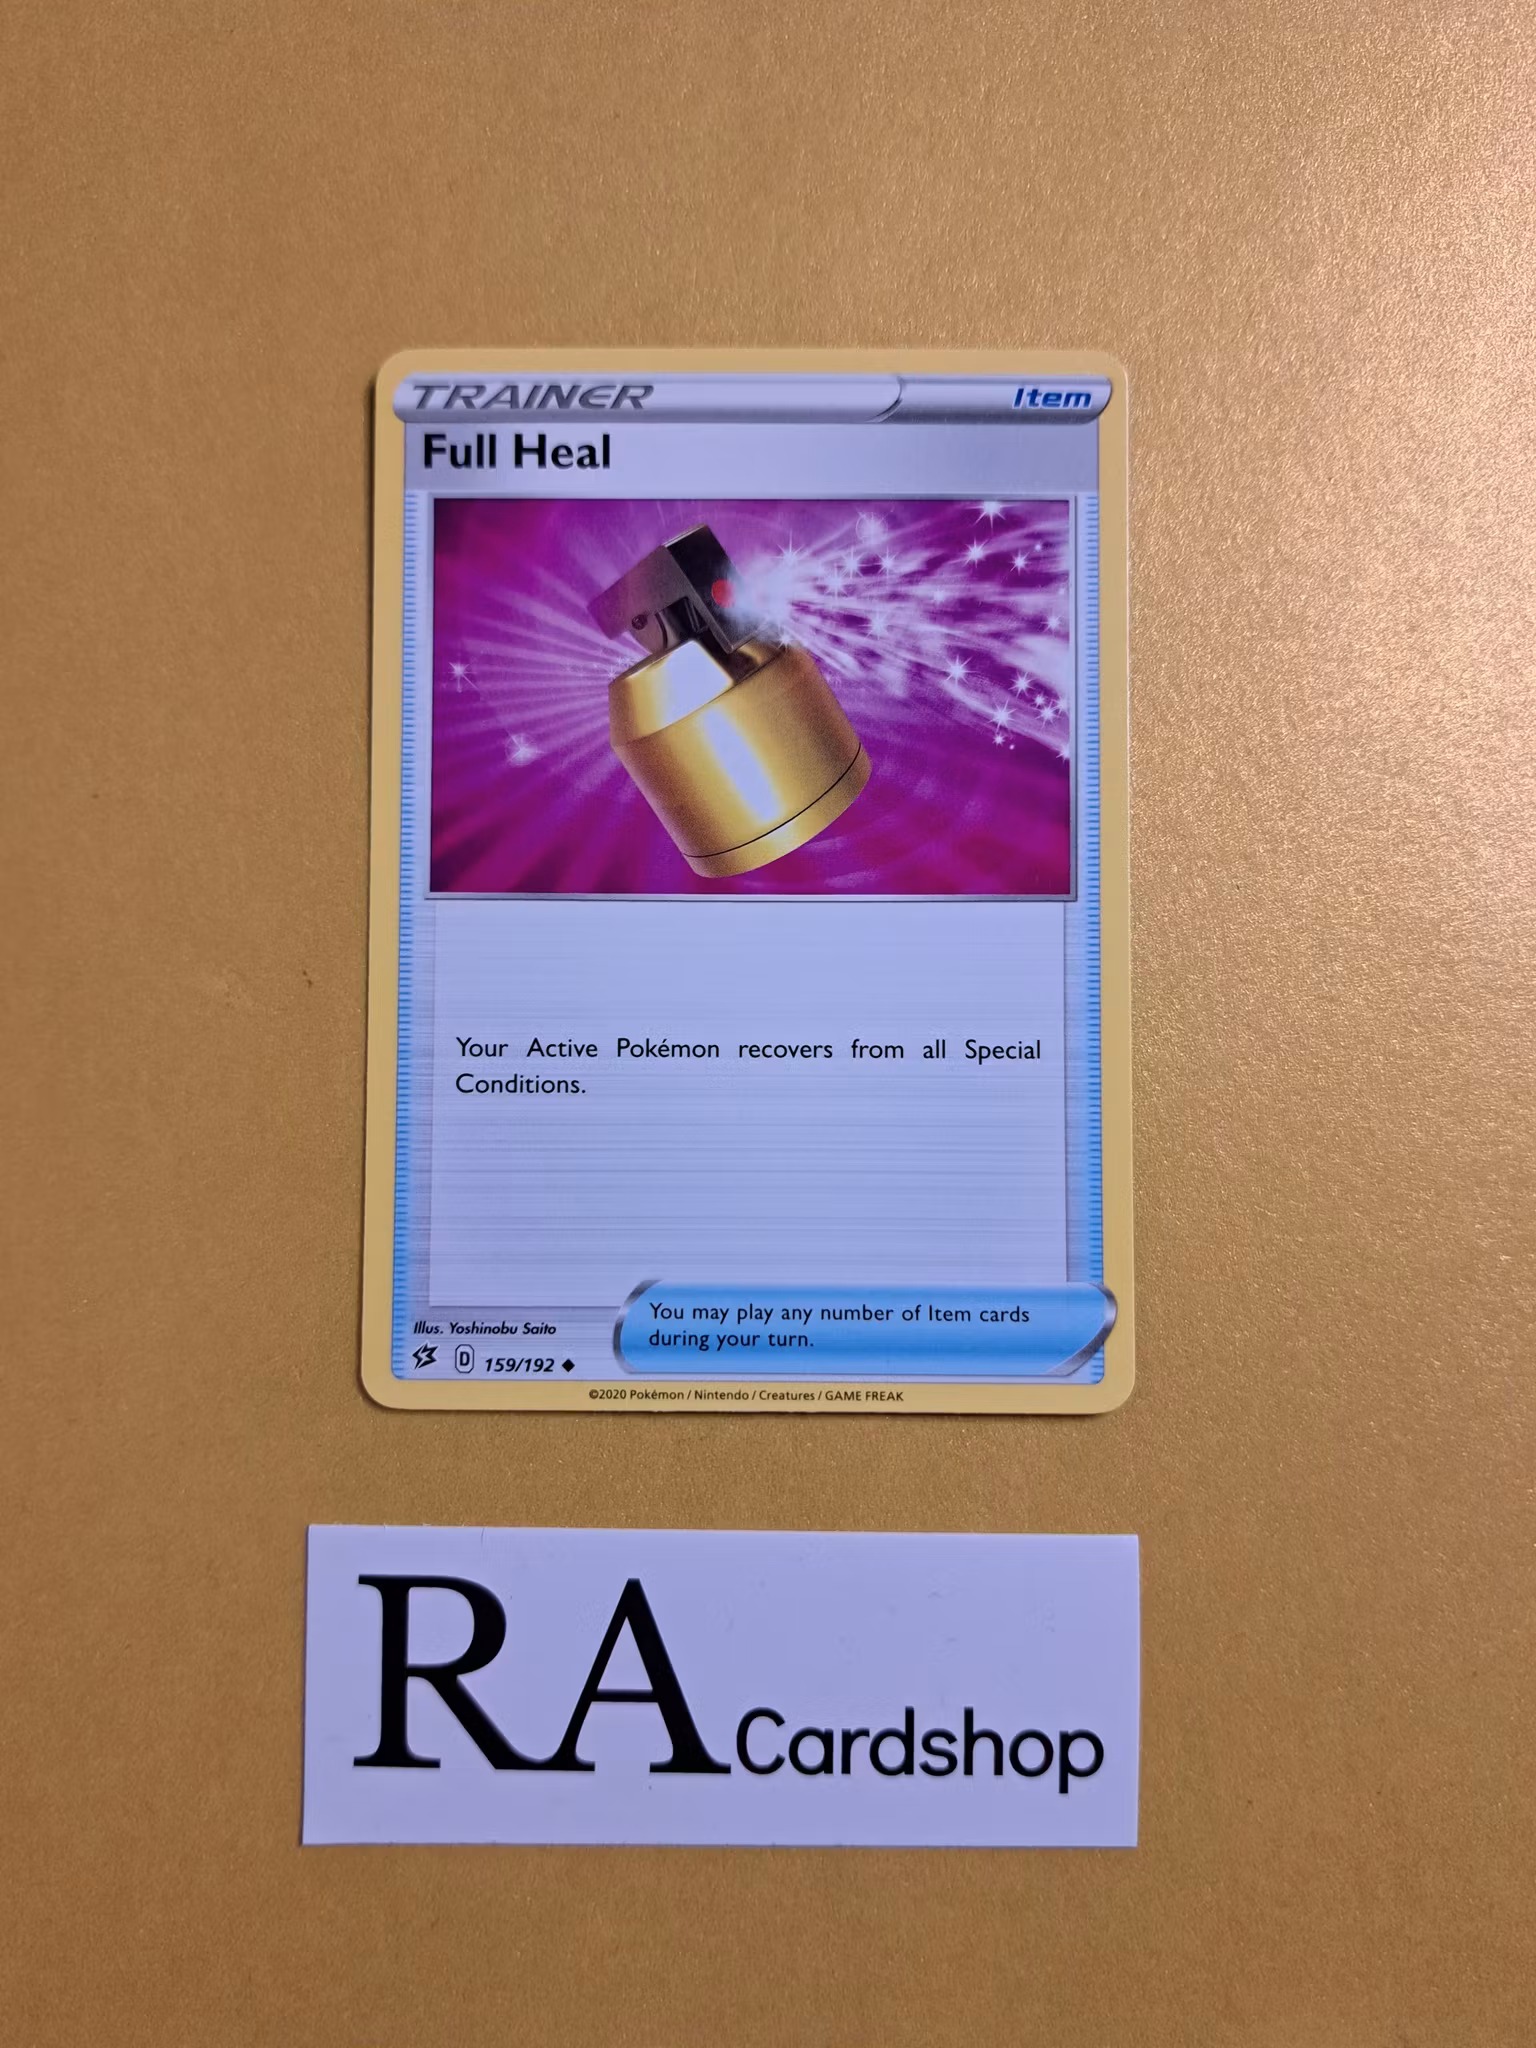 TRAINER Item
Full Heal
Your Active Pokémon recovers from all Special
Conditions.
You may play any number of Item cards
during your turn.
Illus. Yoshinobu Saito
D 159/192 ◆
©2020 Pokémon / Nintendo / Creatures / GAME FREAK
RA Cardshop